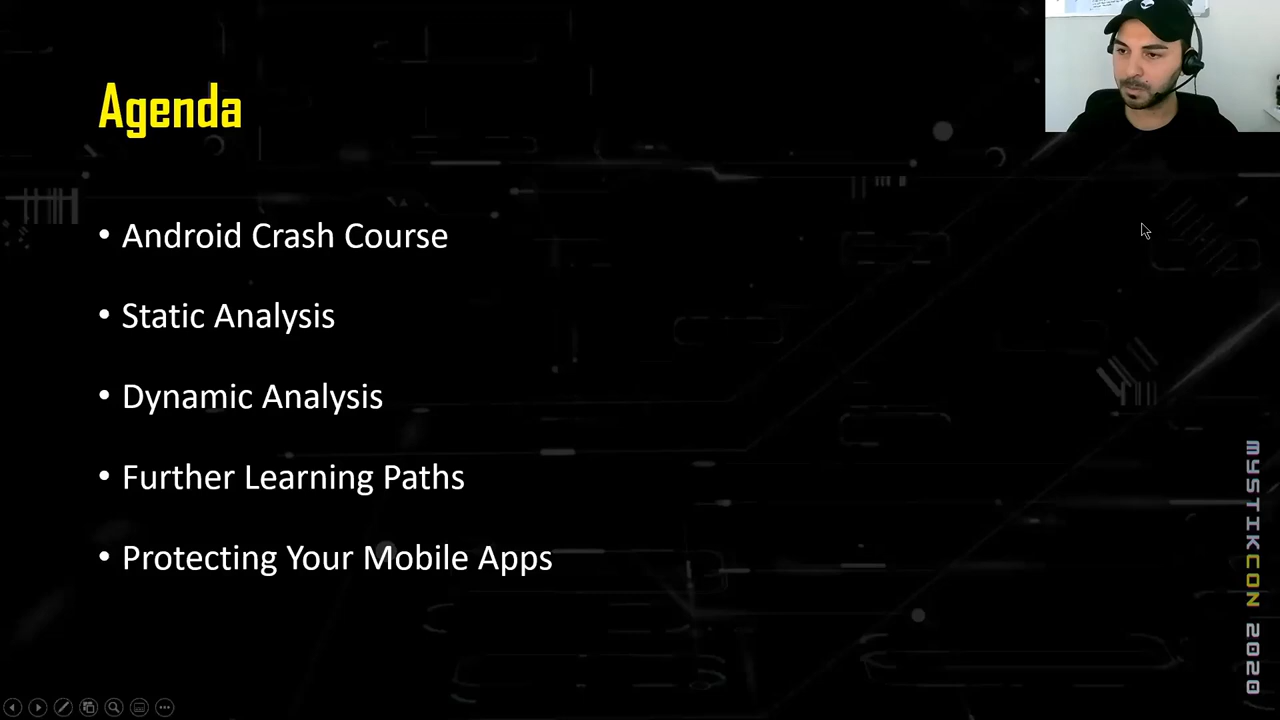 Agenda
• Android Crash Course
• Static Analysis
• Dynamic Analysis
• Further Learning Paths
• Protecting Your Mobile Apps
MYSTIKCON 2020